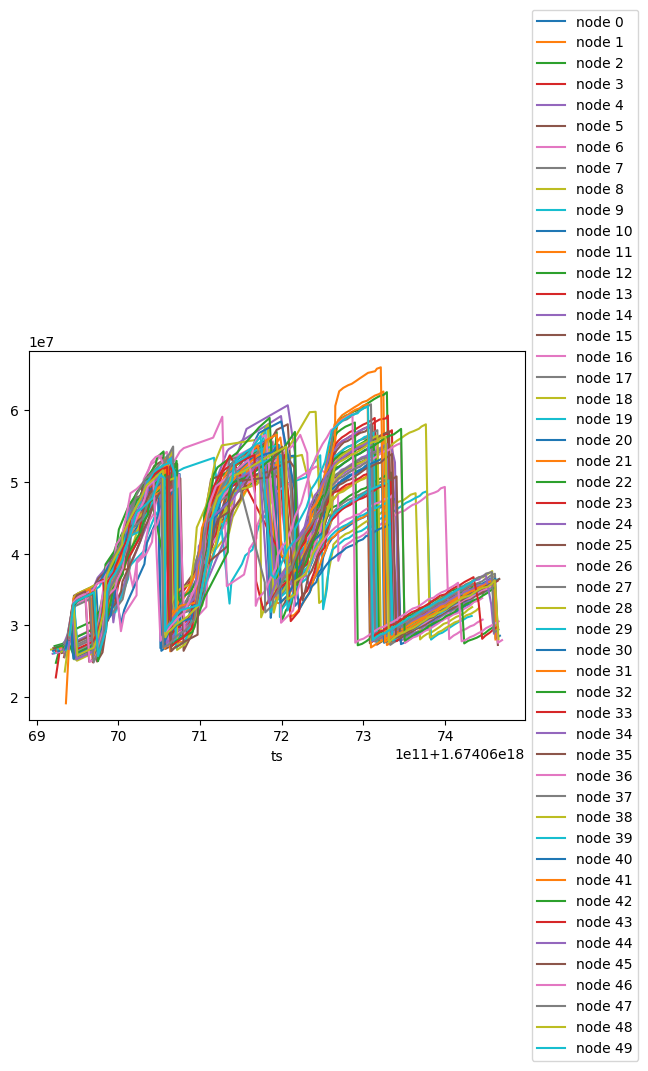 1e7
6
5
4
3
2
69 70 71 72 73 74
ts
1e11+1.67406e18
node 0
node 1
node 2
node 3
node 4
node 5
node 6
node 7
node 8
node 9
node 10
node 11
node 12
node 13
node 14
node 15
node 16
node 17
node 18
node 19
node 20
node 21
node 22
node 23
node 24
node 25
node 26
node 27
node 28
node 29
node 30
node 31
node 32
node 33
node 34
node 35
node 36
node 37
node 38
node 39
node 40
node 41
node 42
node 43
node 44
node 45
node 46
node 47
node 48
node 49